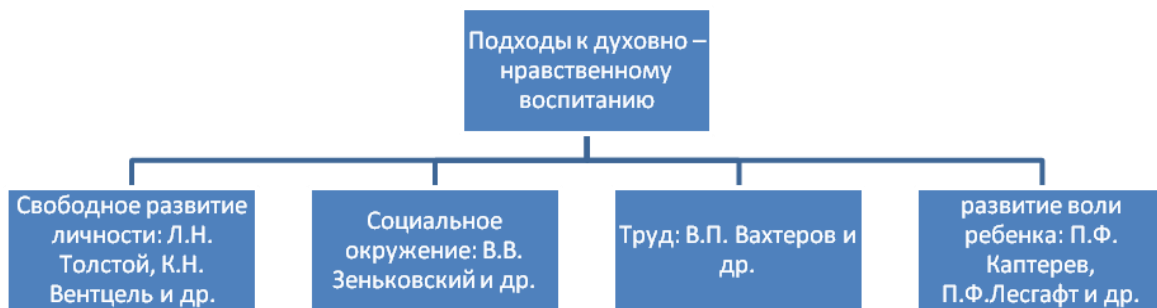 Подходы к духовно –
нравственному
воспитанию
Свободное развитие
личности: Л.Н.
Толстой, К.Н.
Вентцель и др.
Социальное
окружение: В.В.
Зеньковский и др.
Труд: В.П. Вахтеров и
др.
развитие воли
ребенка: П.Ф.
Каптерев,
П.Ф.Лесгафт и др.